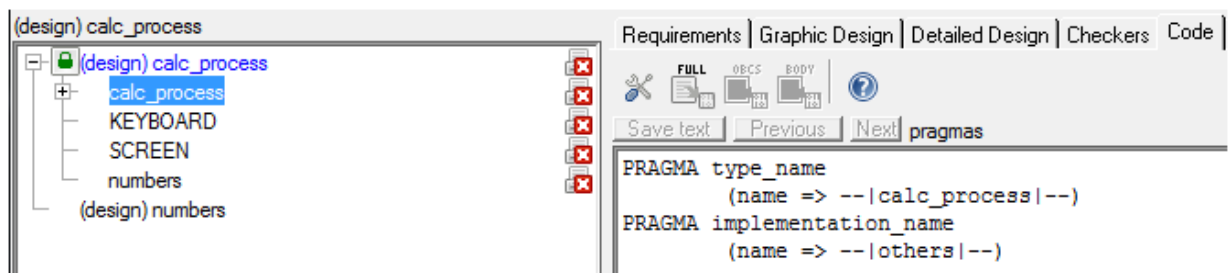 (design) calc_process
(design) calc_process
calc_process
KEYBOARD
SCREEN
numbers
(design) numbers
Requirements Graphic Design Detailed Design Checkers Code
FULL OBCS BODY
Save text Previous Next pragmas
PRAGMA type_name
(name => --|calc_process|--)
PRAGMA implementation_name
(name => --|others|--)